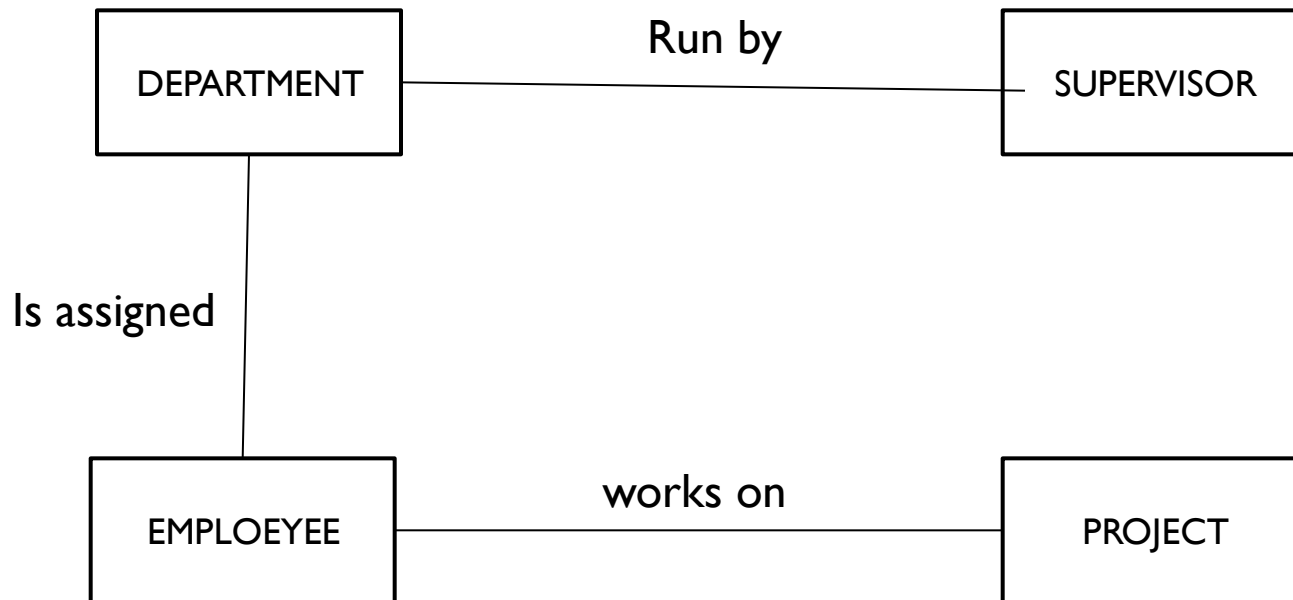 Run by
DEPARTMENT
SUPERVISOR
Is assigned
works on
EMPLOEYEE
PROJECT